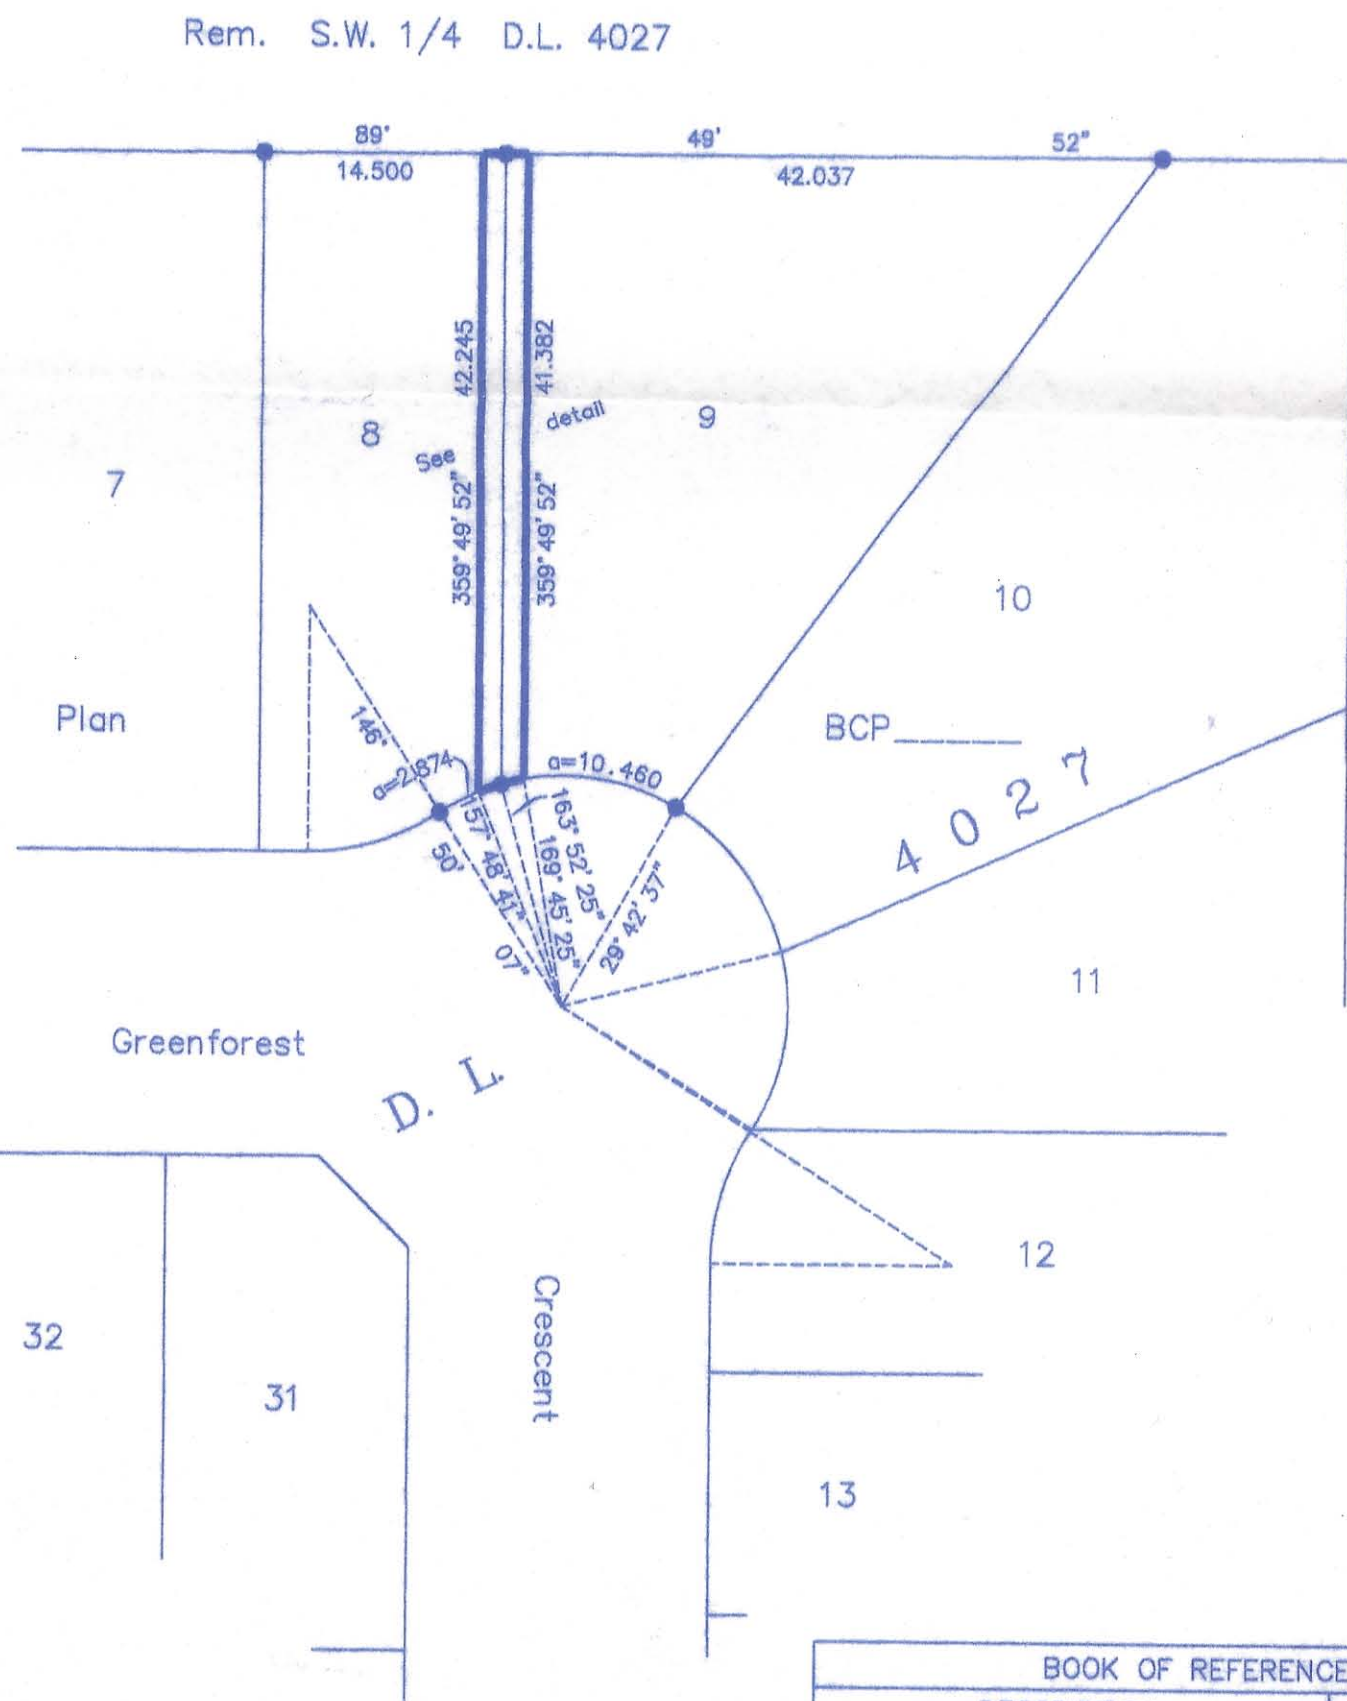 Rem. S.W. 1/4 D.L. 4027
89° 49' 52"
14.500 42.037
42.245
41.382
8
See
detail
9
7
359° 49' 52"
359° 49' 52"
10
Plan
BCP
146°
50'
07"
a=2.874
a=10.460
157° 48' 41"
163° 52' 25"
169° 45' 25"
29° 42' 37"
4027
11
Greenforest
D. L.
12
Crescent
32
31
13
BOOK OF REFERENCE